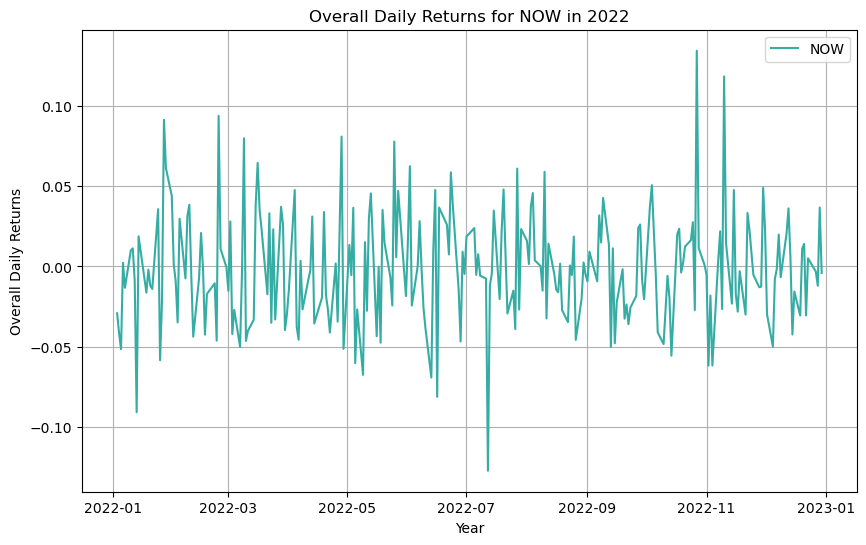 Overall Daily Returns for NOW in 2022
NOW
0.10
0.05
0.00
−0.05
−0.10
Overall Daily Returns
2022-01 2022-03 2022-05 2022-07 2022-09 2022-11 2023-01
Year